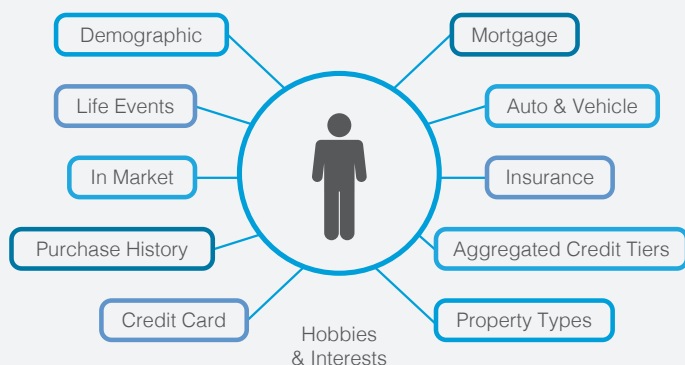 Demographic
Mortgage
Life Events
Auto & Vehicle
In Market
Insurance
Purchase History
Aggregated Credit Tiers
Credit Card
Property Types
Hobbies
& Interests